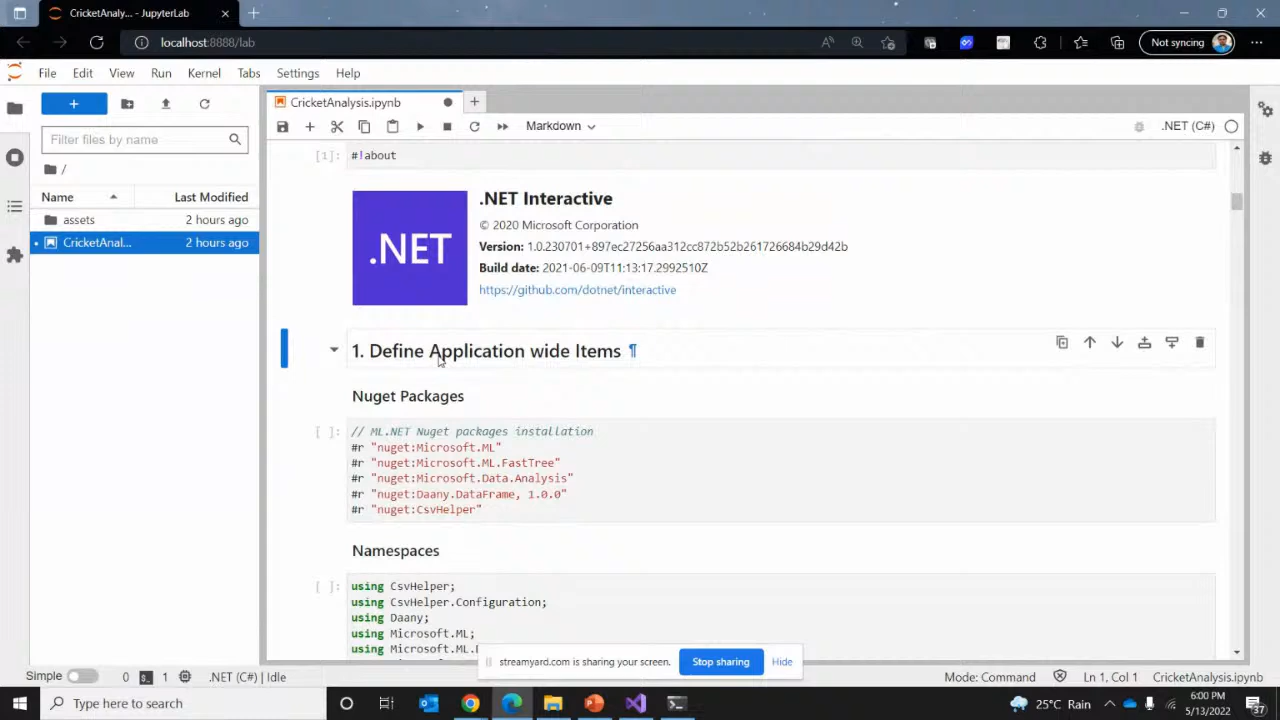 CricketAnaly... - JupyterLab
localhost:8888/lab
Not syncing
File Edit View Run Kernel Tabs Settings Help
CricketAnalysis.ipynb
Markdown
.NET (C#)
Filter files by name
/
Name Last Modified
assets 2 hours ago
CricketAnal... 2 hours ago
[1]: #!about
.NET
.NET Interactive
© 2020 Microsoft Corporation
Version: 1.0.230701+897ec27256aa312cc872b52b261726684b29d42b
Build date: 2021-06-09T11:13:17.2992510Z
https://github.com/dotnet/interactive
1. Define Application wide Items ¶
Nuget Packages
[ ]: // ML.NET Nuget packages installation
#r "nuget:Microsoft.ML"
#r "nuget:Microsoft.ML.FastTree"
#r "nuget:Microsoft.Data.Analysis"
#r "nuget:Daany.DataFrame, 1.0.0"
#r "nuget:CsvHelper"
Namespaces
[ ]: using CsvHelper;
using CsvHelper.Configuration;
using Daany;
using Microsoft.ML;
using Microsoft.ML.
streamyard.com is sharing your screen. Stop sharing Hide
Simple 0 1 .NET (C#) | Idle Mode: Command Ln 1, Col 1 CricketAnalysis.ipynb
Type here to search
25°C Rain
6:00 PM
5/13/2022
37